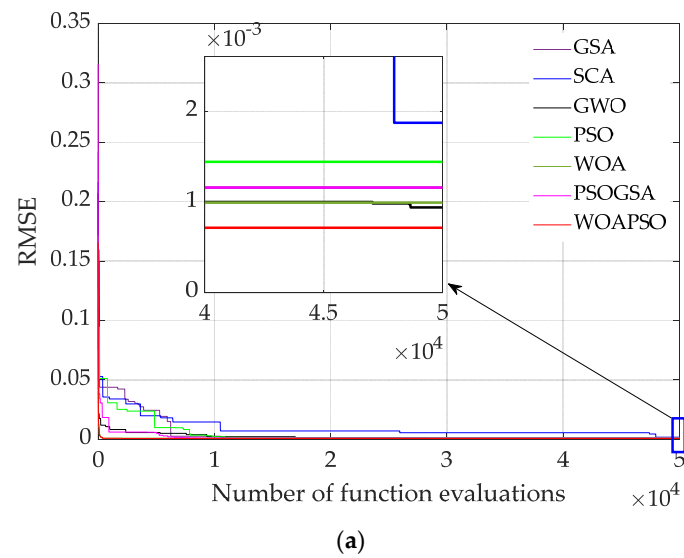 0.35
0.3
0.25
0.2
0.15
0.1
0.05
0
RMSE
×10-3
2
1
0
4
4.5
5
×104
GSA
SCA
GWO
PSO
WOA
PSOGSA
WOAPSO
0
1
2
3
4
5
Number of function evaluations
×104
(a)